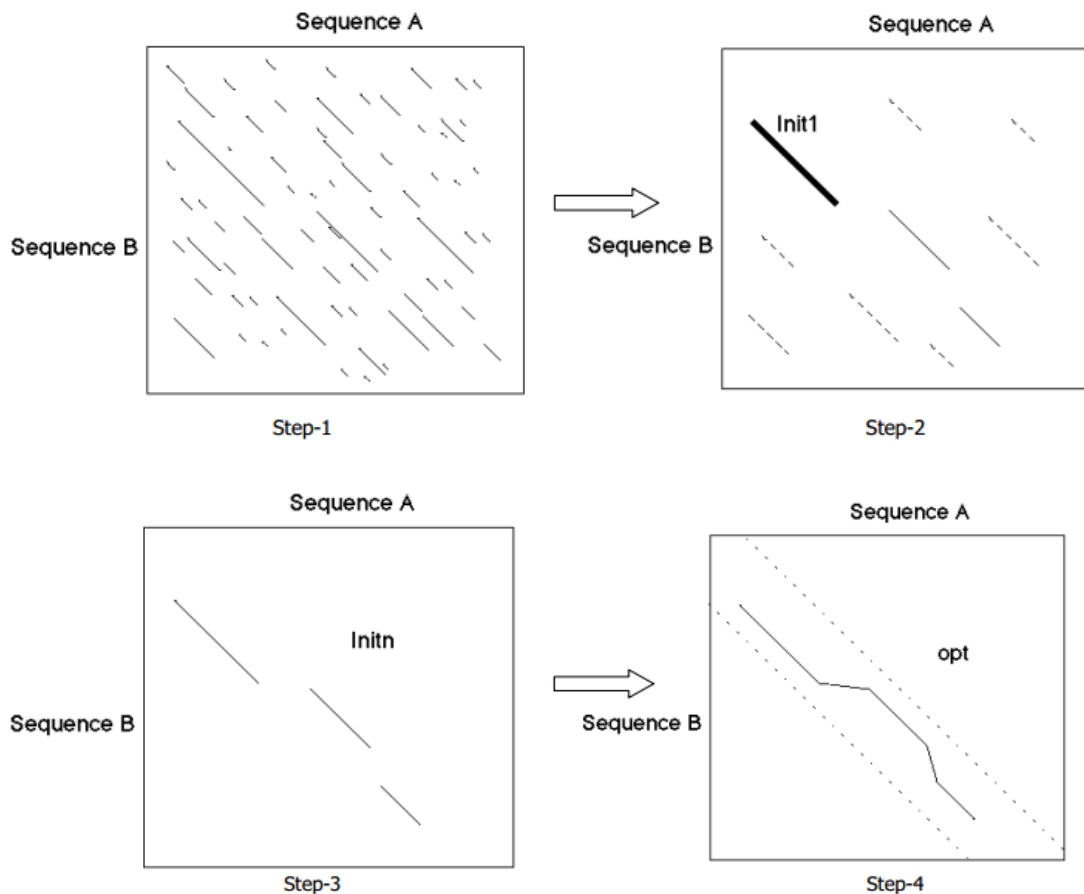 Sequence A
Sequence A
Init1
Sequence B
Sequence B
Step-1
Step-2
Sequence A
Sequence A
Initn
opt
Sequence B
Sequence B
Step-3
Step-4